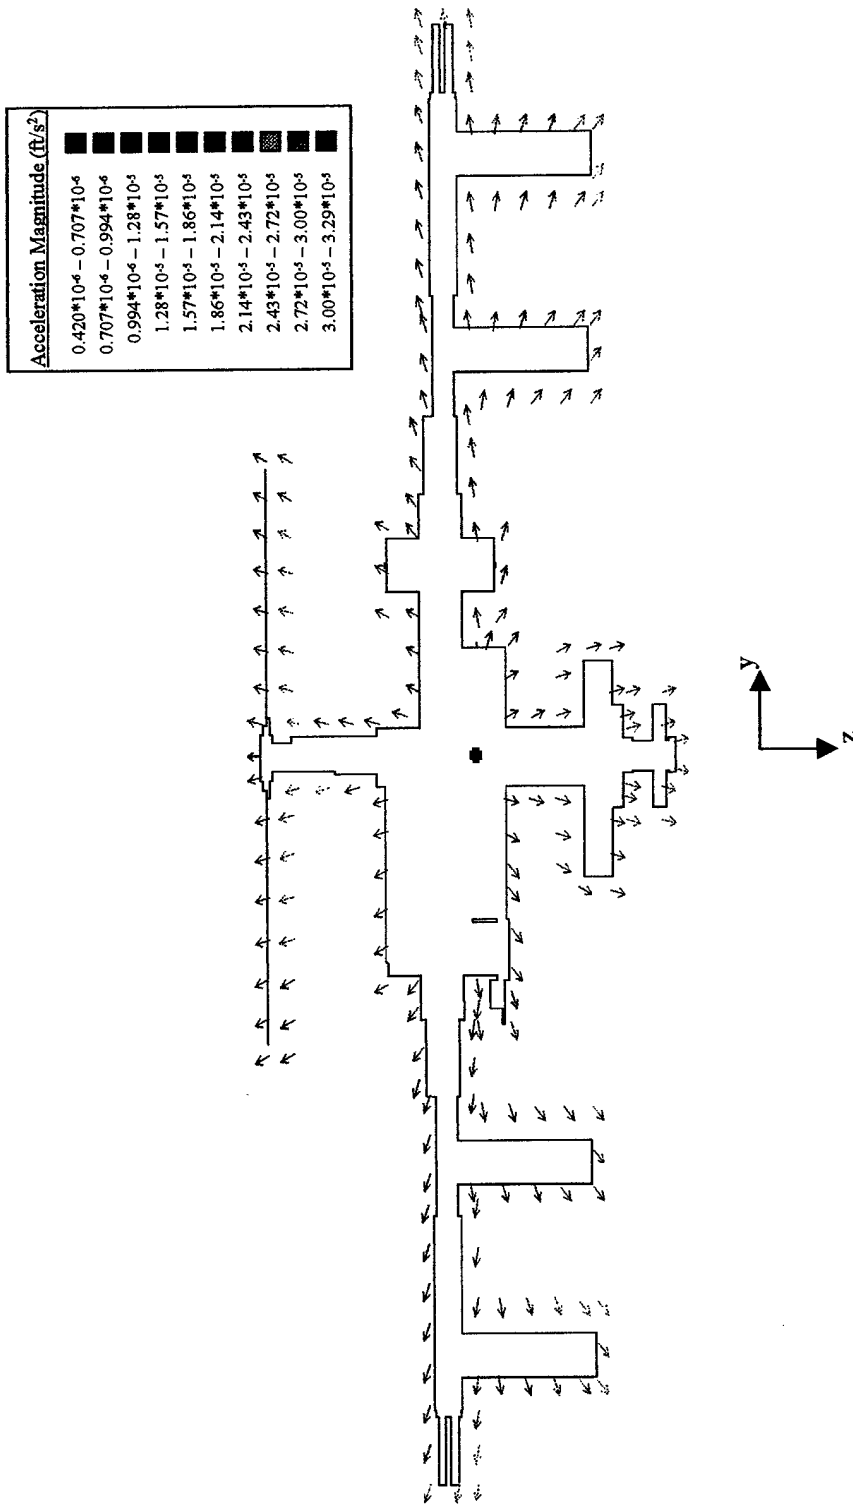 Acceleration Magnitude (ft/s²)
0.420*10⁻⁶ – 0.707*10⁻⁶
0.707*10⁻⁶ – 0.994*10⁻⁶
0.994*10⁻⁶ – 1.28*10⁻⁵
1.28*10⁻⁵ – 1.57*10⁻⁵
1.57*10⁻⁵ – 1.86*10⁻⁵
1.86*10⁻⁵ – 2.14*10⁻⁵
2.14*10⁻⁵ – 2.43*10⁻⁵
2.43*10⁻⁵ – 2.72*10⁻⁵
2.72*10⁻⁵ – 3.00*10⁻⁵
3.00*10⁻⁵ – 3.29*10⁻⁵
y
z